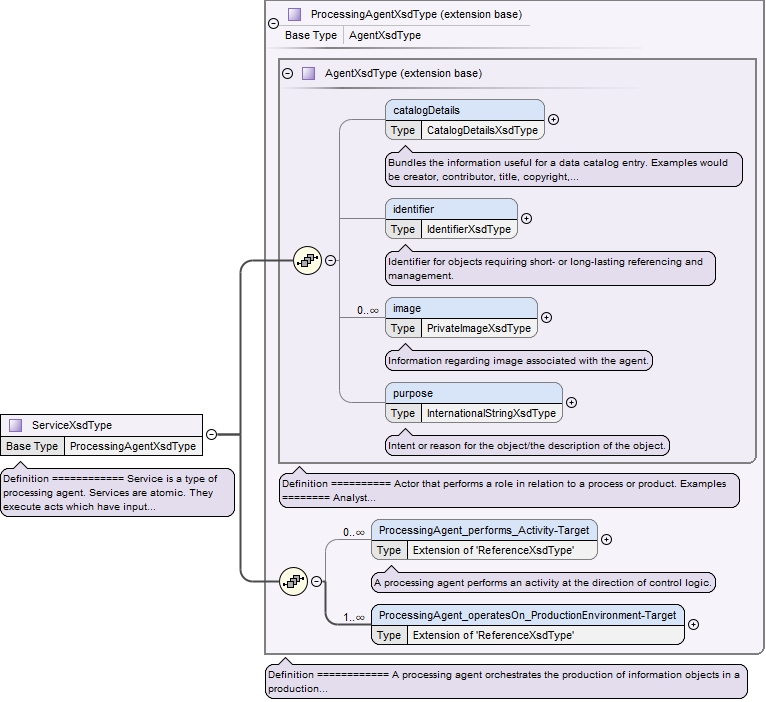 ProcessingAgentXsdType (extension base)
Base Type AgentXsdType
AgentXsdType (extension base)
catalogDetails
Type CatalogDetailsXsdType
Bundles the information useful for a data catalog entry. Examples would
be creator, contributor, title, copyright,...
identifier
Type IdentifierXsdType
Identifier for objects requiring short- or long-lasting referencing and
management.
0..∞
image
Type PrivateImageXsdType
Information regarding image associated with the agent.
purpose
Type InternationalStringXsdType
Intent or reason for the object/the description of the object.
ServiceXsdType
Base Type ProcessingAgentXsdType
Definition ============ Service is a type of
processing agent. Services are atomic. They
execute acts which have input...
Definition ========== Actor that performs a role in relation to a process or product. Examples
======== Analyst...
0..∞
ProcessingAgent_performs_Activity-Target
Type Extension of 'ReferenceXsdType'
A processing agent performs an activity at the direction of control logic.
1..∞
ProcessingAgent_operatesOn_ProductionEnvironment-Target
Type Extension of 'ReferenceXsdType'
Definition ============ A processing agent orchestrates the production of information objects in a
production...